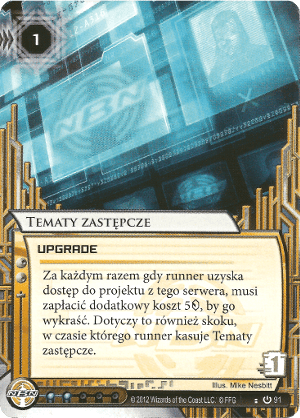 1
NBN
TEMATY ZASTĘPCZE
UPGRADE
Za każdym razem gdy runner uzyska
dostęp do projektu z tego serwera, musi
zapłacić dodatkowy koszt 5, by go
wykraść. Dotyczy to również skoku,
w czasie którego runner kasuje Tematy
zastępcze.
1
Illus. Mike Nesbitt
NBN
© 2012 Wizards of the Coast LLC. © FFG
91